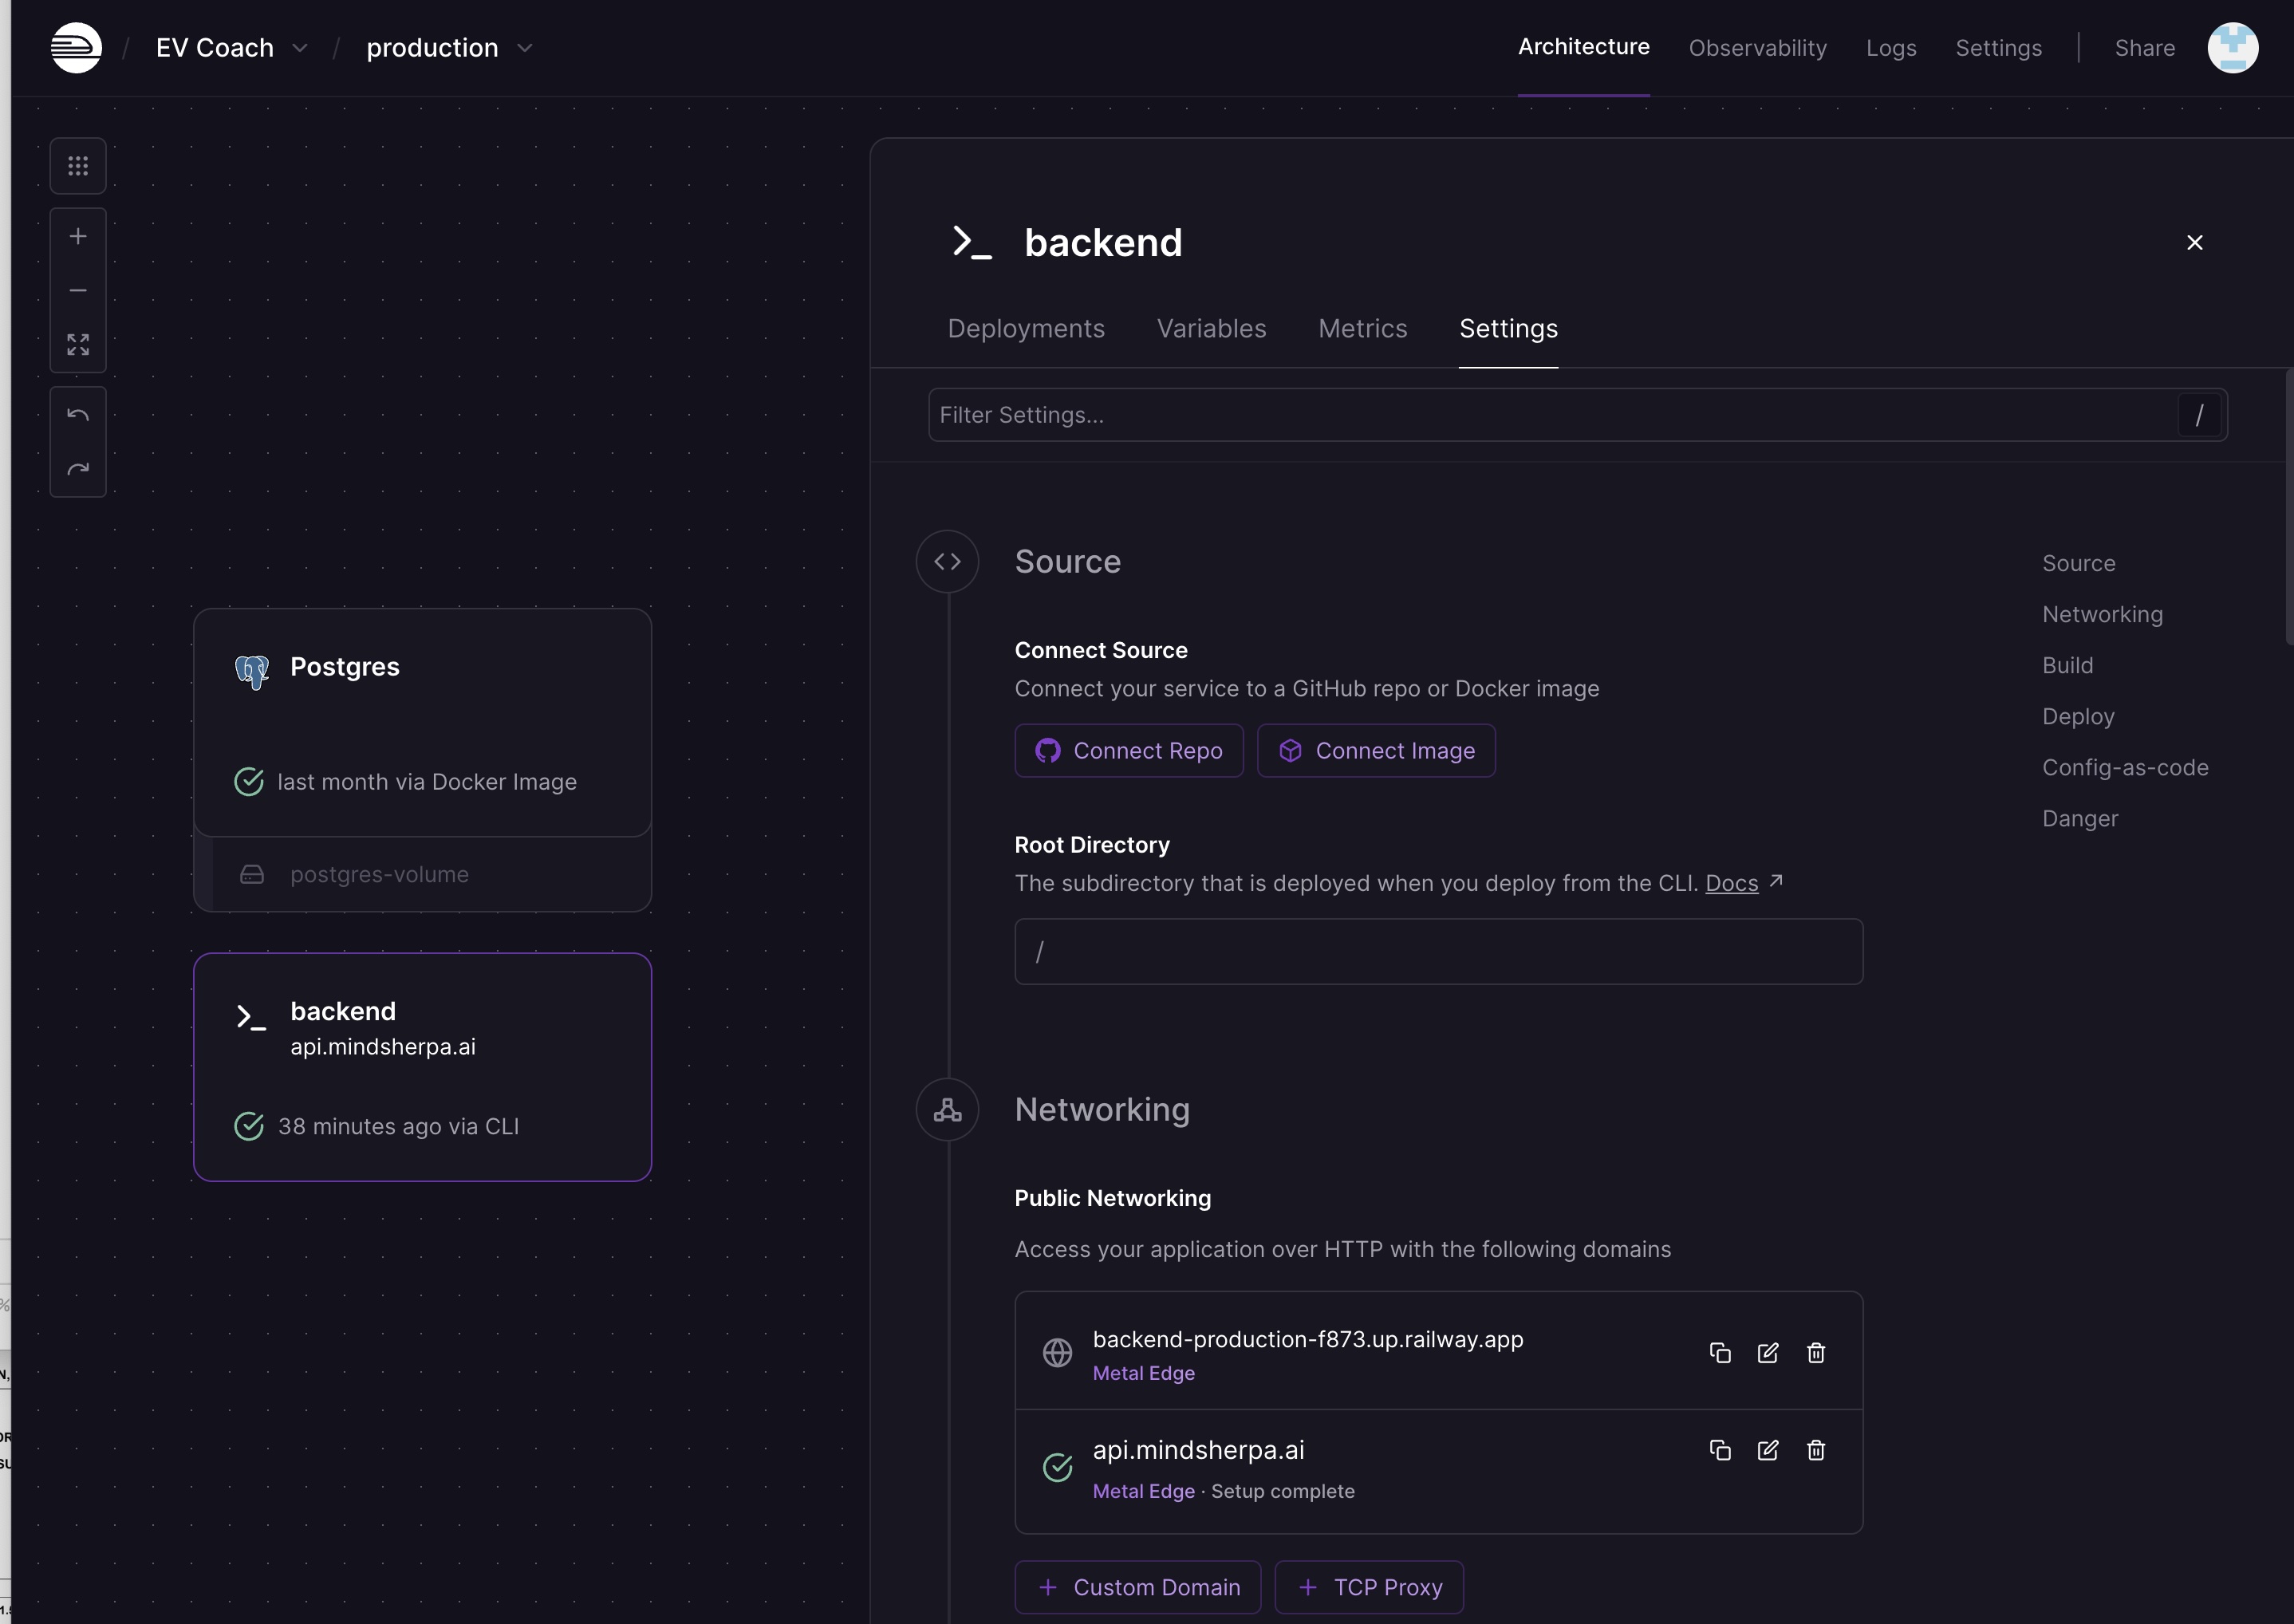 / EV Coach / production
Architecture Observability Logs Settings Share
Postgres
last month via Docker Image
postgres-volume
backend
api.mindsherpa.ai
38 minutes ago via CLI
backend
Deployments Variables Metrics Settings
Filter Settings... /
Source
Connect Source
Connect your service to a GitHub repo or Docker image
Connect Repo Connect Image
Root Directory
The subdirectory that is deployed when you deploy from the CLI. Docs
/
Networking
Public Networking
Access your application over HTTP with the following domains
backend-production-f873.up.railway.app
Metal Edge
api.mindsherpa.ai
Metal Edge · Setup complete
+ Custom Domain + TCP Proxy
Source
Networking
Build
Deploy
Config-as-code
Danger